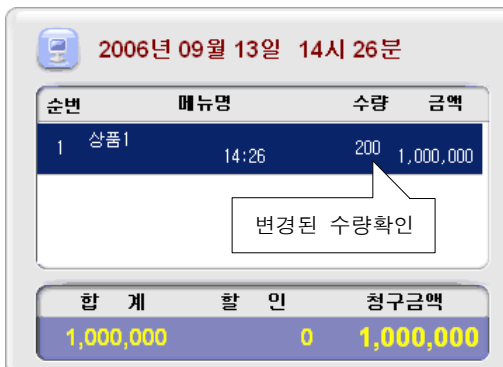 2006년 09월 13일 14시 26분
순번 메뉴명 수량 금액
1 상품1 14:26 200 1,000,000
변경된 수량확인
합 계 할 인 청구금액
1,000,000 0 1,000,000